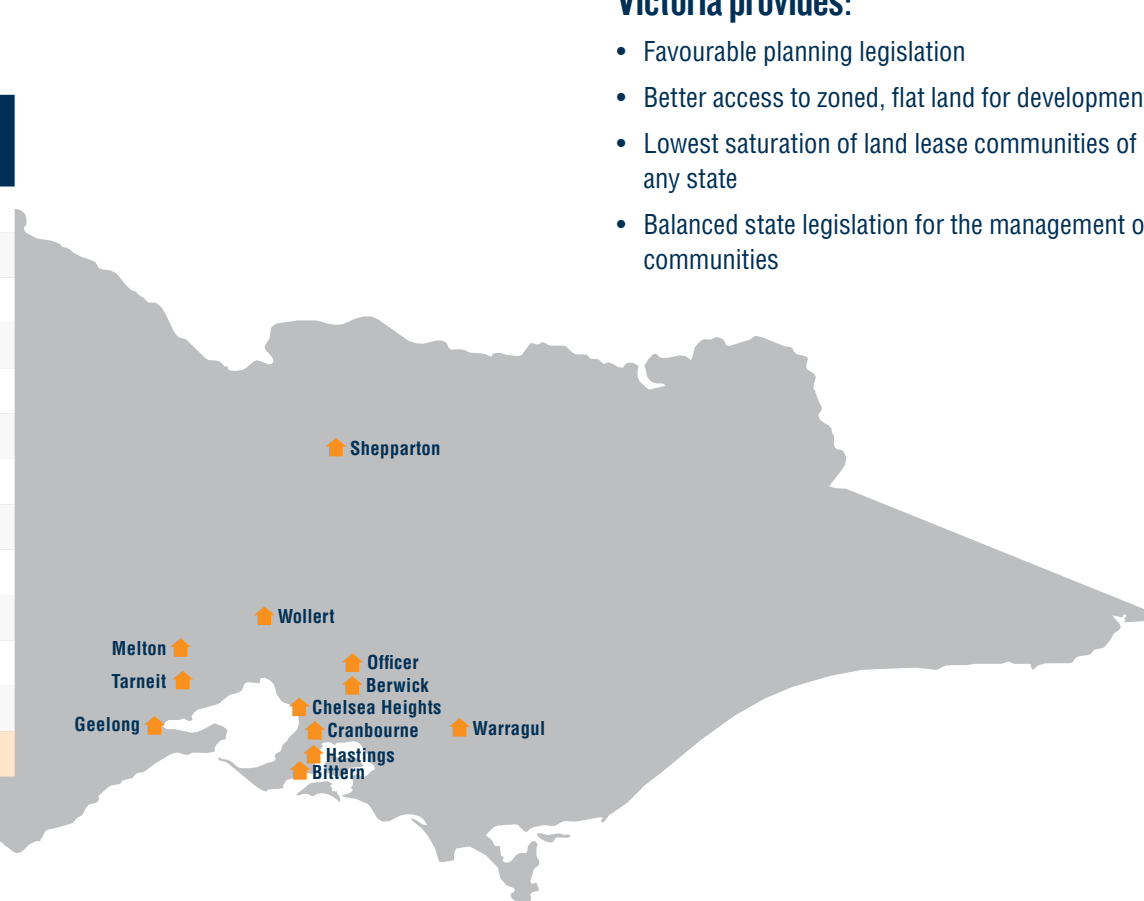 Victoria provides:
• Favourable planning legislation
• Better access to zoned, flat land for development
• Lowest saturation of land lease communities of
any state
• Balanced state legislation for the management o
communities
Shepparton
Wollert
Melton
Officer
Tarneit
Berwick
Chelsea Heights
Geelong
Cranbourne
Warragul
Hastings
Bittern